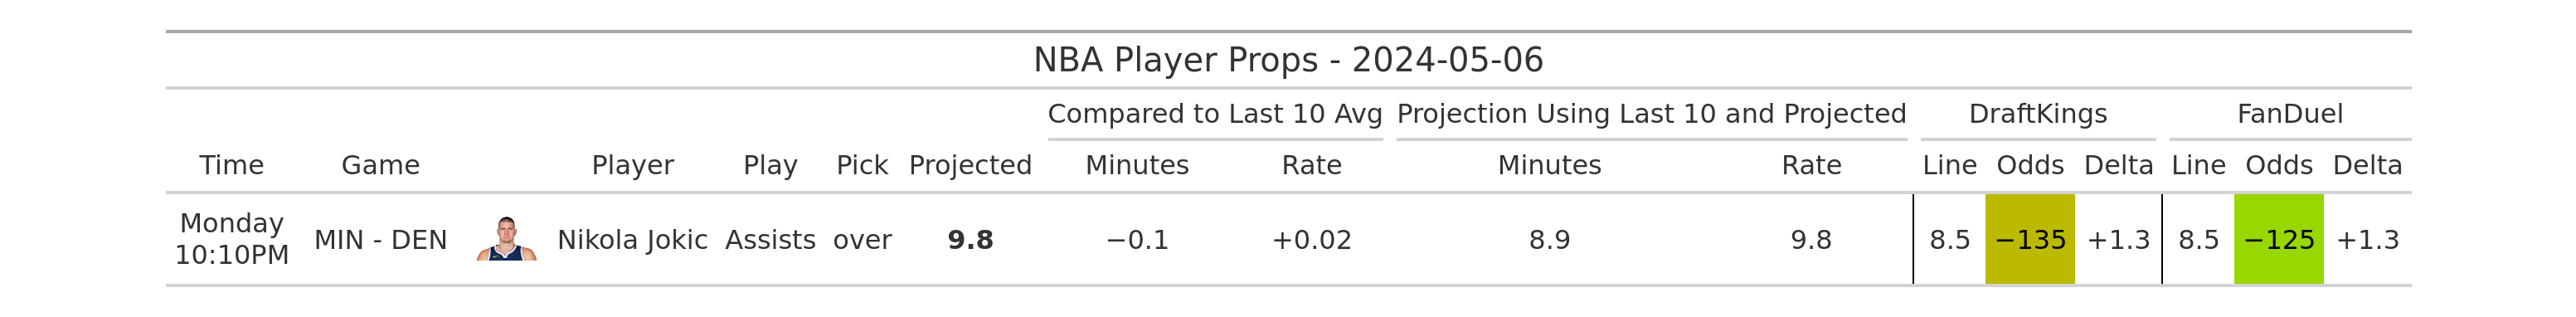 NBA Player Props - 2024-05-06
Compared to Last 10 Avg Projection Using Last 10 and Projected DraftKings FanDuel
Time Game Player Play Pick Projected Minutes Rate Minutes Rate Line Odds Delta Line Odds Delta
Monday
10:10PM MIN - DEN Nikola Jokic Assists over 9.8 −0.1 +0.02 8.9 9.8 8.5 −135 +1.3 8.5 −125 +1.3